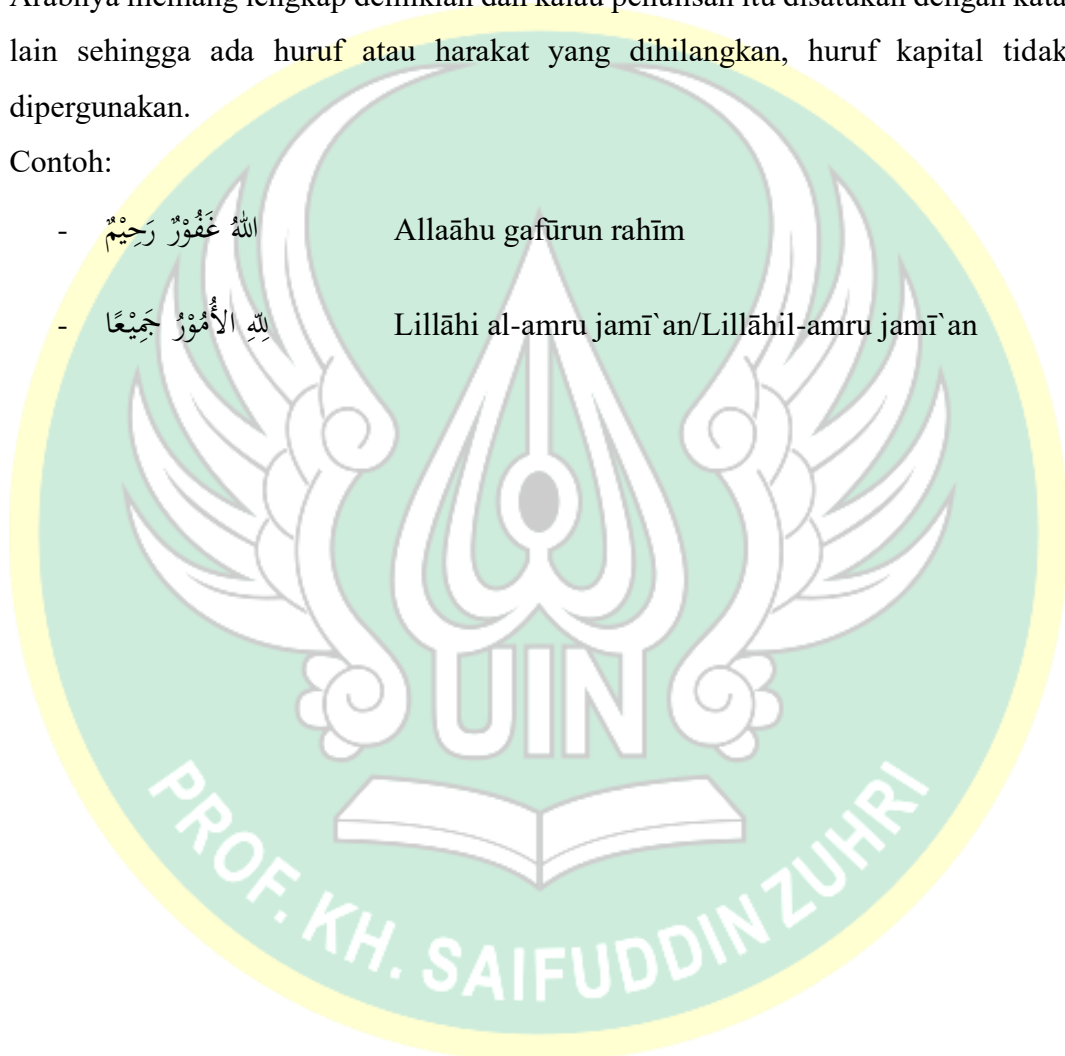 Arabnya memang lengkap demikian dan kalau penulisan itu disatukan dengan kata
lain sehingga ada huruf atau harakat yang dihilangkan, huruf kapital tidak
dipergunakan.
Contoh:
- اللهُ غَفُوْرٌ رَحِيْمٌ Allaāhu gafūrun rahīm
- لِلّهِ الأُمُوْرُ جَمِيْعًا Lillāhi al-amru jamī`an/Lillāhil-amru jamī`an
UIN
PROF. KH. SAIFUDDIN ZUHRI